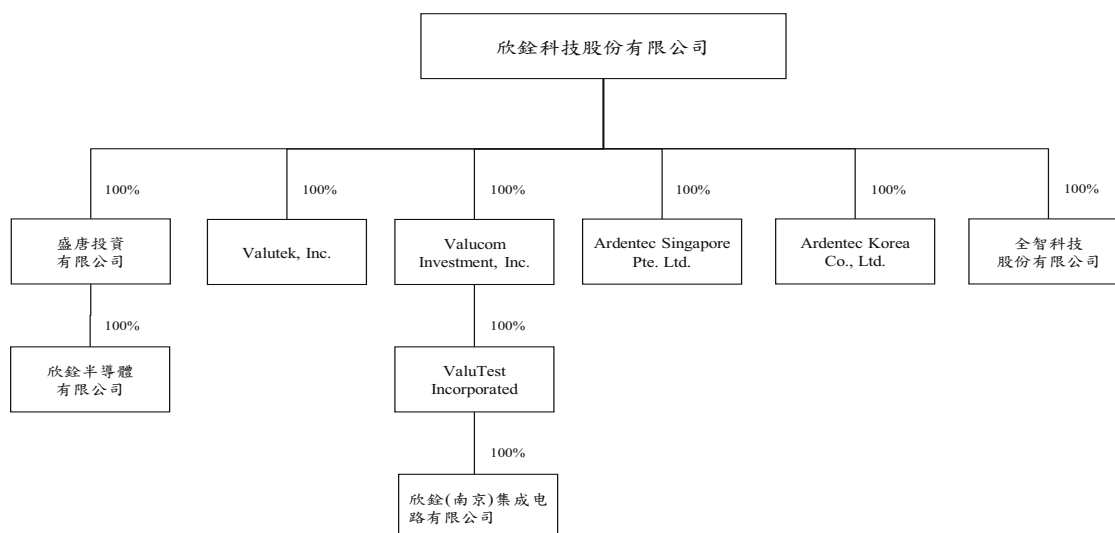 欣銓科技股份有限公司
100%
100%
100%
100%
100%
100%
盛唐投資
有限公司
Valutek, Inc.
Valucom
Investment, Inc.
Ardentec Singapore
Pte. Ltd.
Ardentec Korea
Co., Ltd.
全智科技
股份有限公司
100%
100%
欣銓半導體
有限公司
ValuTest
Incorporated
100%
欣銓(南京)集成电
路有限公司